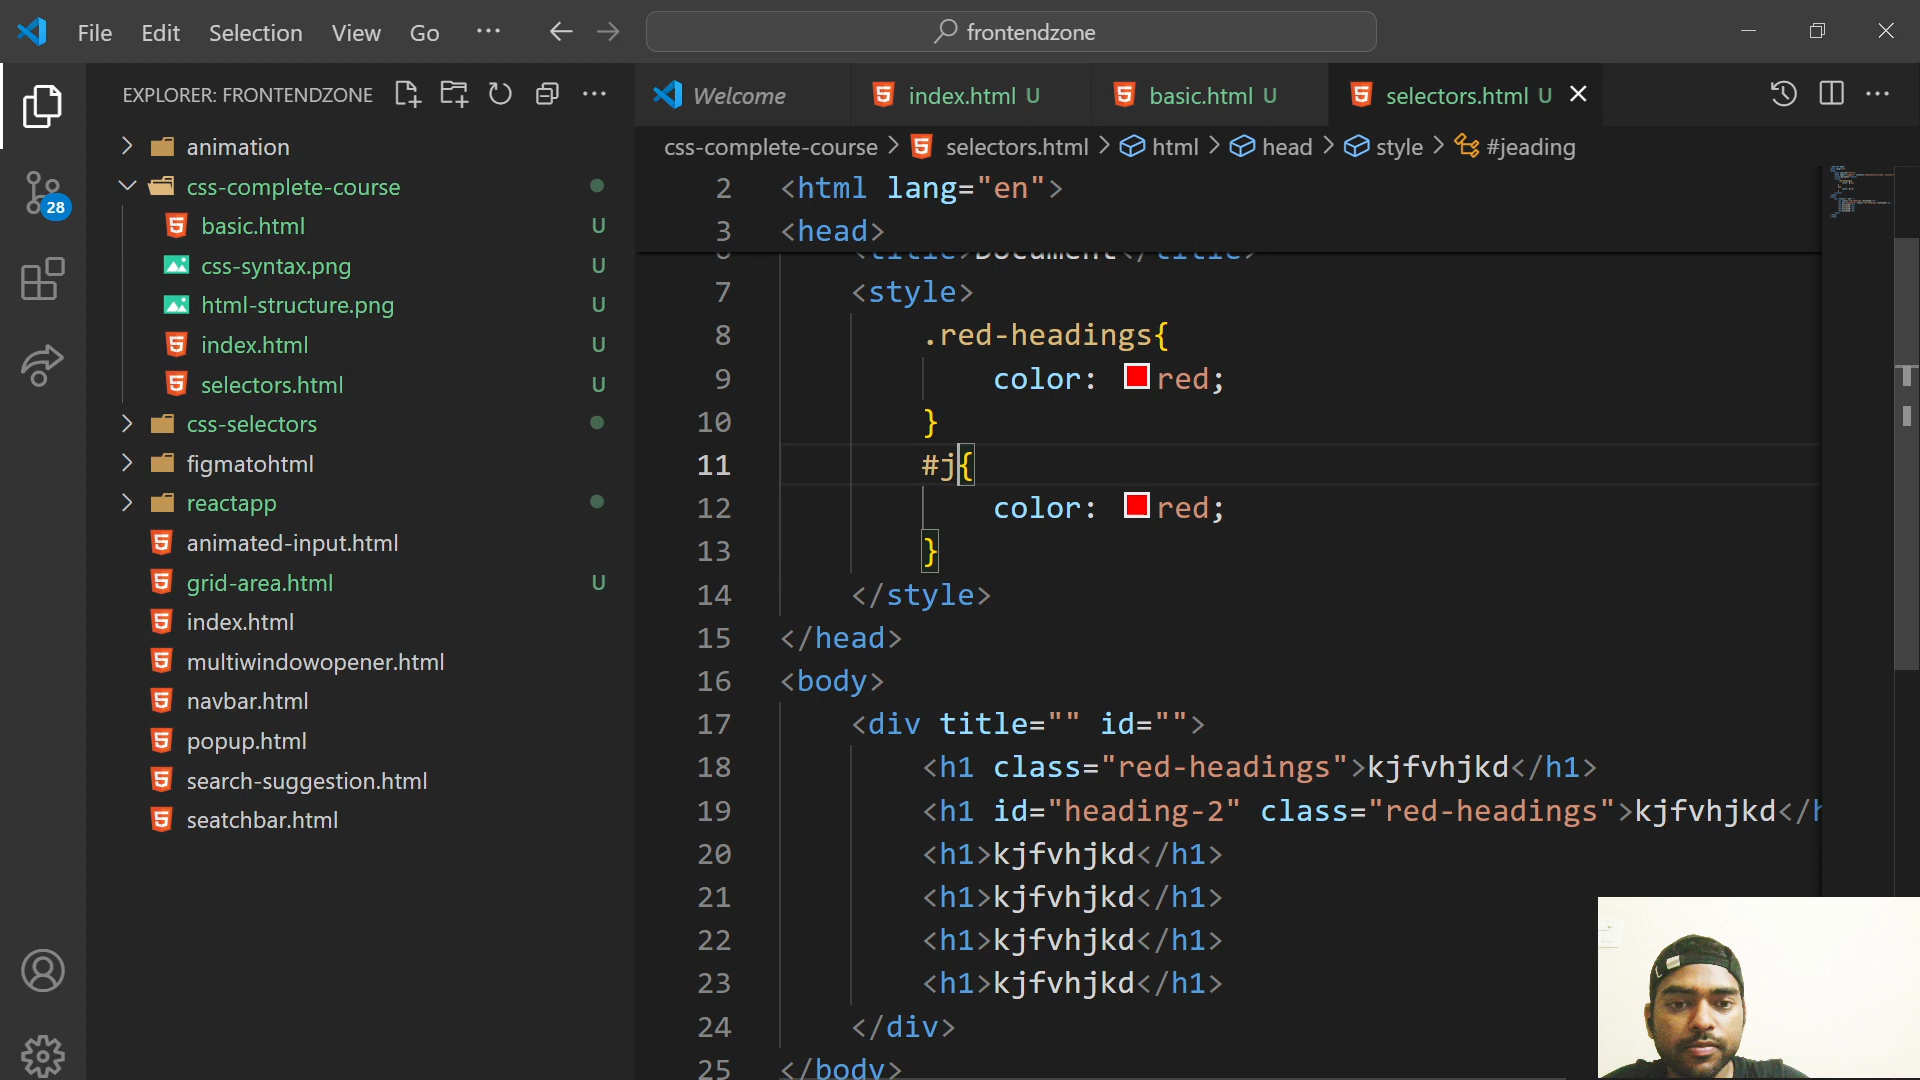 File Edit Selection View Go ··· frontendzone
EXPLORER: FRONTENDZONE
Welcome index.html U basic.html U selectors.html U
css-complete-course > selectors.html > html > head > style > #jeading
28
animation
css-complete-course
basic.html U
css-syntax.png U
html-structure.png U
index.html U
selectors.html U
css-selectors
figmatohtml
reactapp
animated-input.html
grid-area.html U
index.html
multiwindowopener.html
navbar.html
popup.html
search-suggestion.html
seatchbar.html
2 <html lang="en">
3 <head>
6 <title>Document</title>
7 <style>
8 .red-headings{
9 color: red;
10 }
11 #j{
12 color: red;
13 }
14 </style>
15 </head>
16 <body>
17 <div title="" id="">
18 <h1 class="red-headings">kjfvhjkd</h1>
19 <h1 id="heading-2" class="red-headings">kjfvhjkd</h
20 <h1>kjfvhjkd</h1>
21 <h1>kjfvhjkd</h1>
22 <h1>kjfvhjkd</h1>
23 <h1>kjfvhjkd</h1>
24 </div>
25 </body>